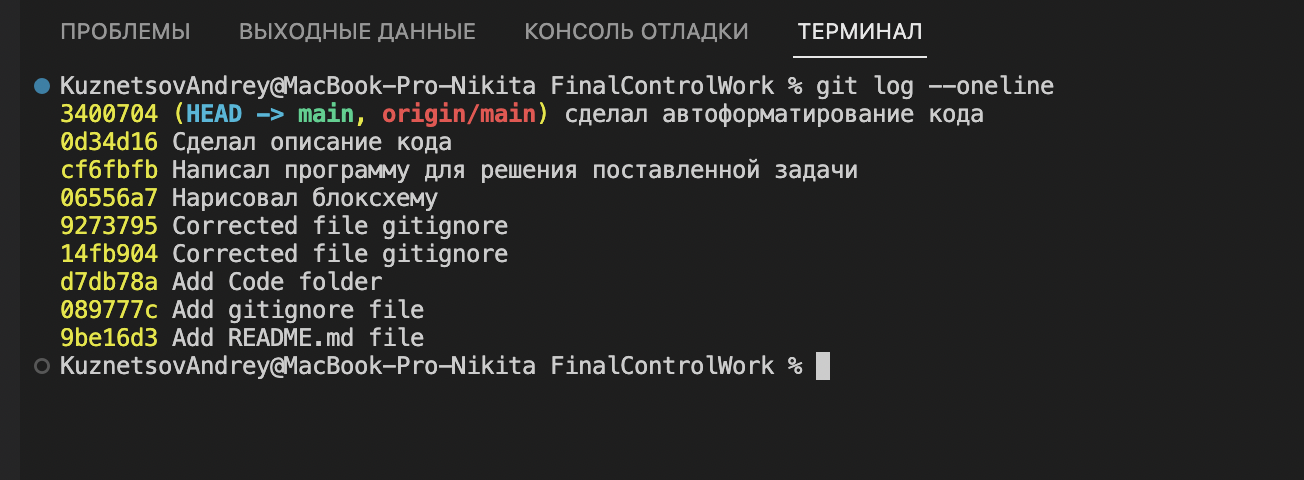 ПРОБЛЕМЫ ВЫХОДНЫЕ ДАННЫЕ КОНСОЛЬ ОТЛАДКИ ТЕРМИНАЛ
KuznetsovAndrey@MacBook-Pro-Nikita FinalControlWork % git log --oneline
3400704 (HEAD -> main, origin/main) сделал автоформатирование кода
0d34d16 Сделал описание кода
cf6fbfb Написал программу для решения поставленной задачи
06556a7 Нарисовал блоксхему
9273795 Corrected file gitignore
14fb904 Corrected file gitignore
d7db78a Add Code folder
089777c Add gitignore file
9be16d3 Add README.md file
KuznetsovAndrey@MacBook-Pro-Nikita FinalControlWork %